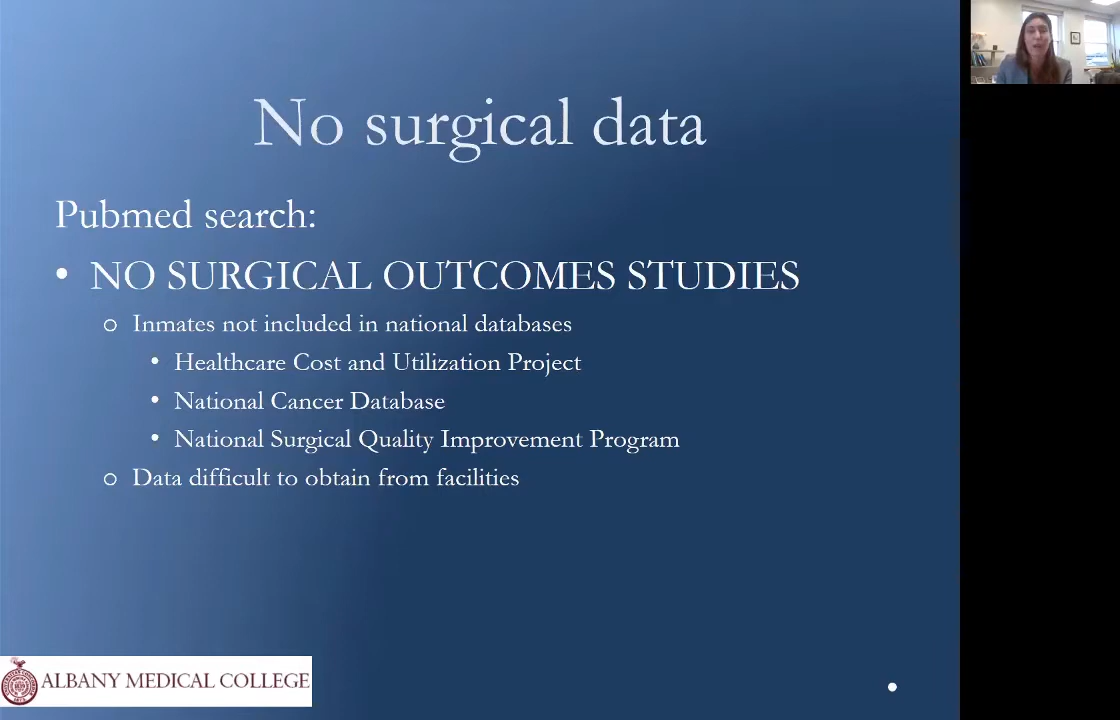 No surgical data
Pubmed search:
• NO SURGICAL OUTCOMES STUDIES
o Inmates not included in national databases
• Healthcare Cost and Utilization Project
• National Cancer Database
• National Surgical Quality Improvement Program
o Data difficult to obtain from facilities
ALBANY MEDICAL COLLEGE